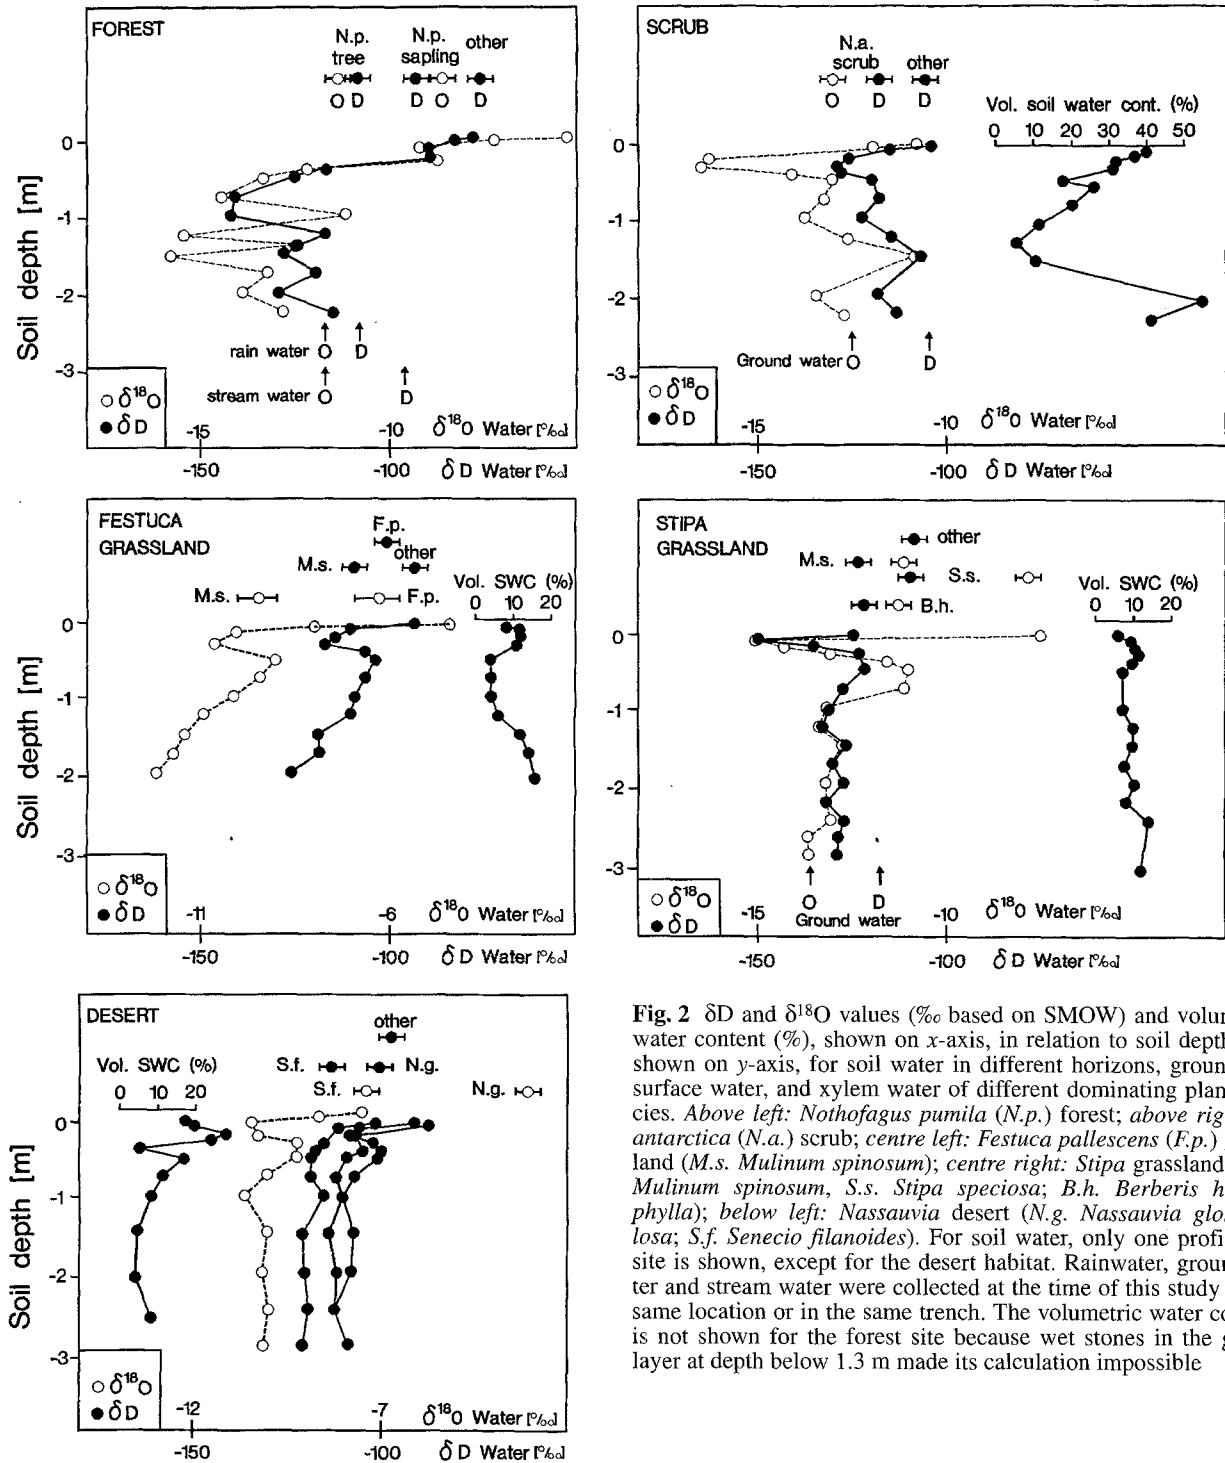 FOREST
N.p. tree
N.p. sapling
other
O D
D O
D
0
-1
-2
-3
Soil depth [m]
rain water O D
stream water O D
○ δ¹⁸O
● δ D
-15 -10 δ¹⁸O Water [‰]
-150 -100 δ D Water [‰]
SCRUB
N.a. scrub
other
O D D
Vol. soil water cont. (%)
0 10 20 30 40 50
0
-1
-2
-3
Ground water O D
○ δ¹⁸O
● δ D
-15 -10 δ¹⁸O Water [‰]
-150 -100 δ D Water [‰]
FESTUCA
GRASSLAND
F.p.
other
M.s.
M.s.
F.p.
Vol. SWC (%)
0 10 20
0
-1
-2
-3
Soil depth [m]
○ δ¹⁸O
● δ D
-11 -6 δ¹⁸O Water [‰]
-150 -100 δ D Water [‰]
STIPA
GRASSLAND
other
M.s.
S.s.
B.h.
Vol. SWC (%)
0 10 20
0
-1
-2
-3
O D
Ground water
○ δ¹⁸O
● δ D
-15 -10 δ¹⁸O Water [‰]
-150 -100 δ D Water [‰]
DESERT
other
Vol. SWC (%)
0 10 20
S.f. N.g.
S.f. N.g.
0
-1
-2
-3
Soil depth [m]
○ δ¹⁸O
● δ D
-12 -7 δ¹⁸O Water [‰]
-150 -100 δ D Water [‰]
Fig. 2 δD and δ¹⁸O values (‰ based on SMOW) and volum
water content (%), shown on x-axis, in relation to soil depth
shown on y-axis, for soil water in different horizons, groun
surface water, and xylem water of different dominating plan
cies. Above left: Nothofagus pumila (N.p.) forest; above rig
antarctica (N.a.) scrub; centre left: Festuca pallescens (F.p.)
land (M.s. Mulinum spinosum); centre right: Stipa grassland
Mulinum spinosum, S.s. Stipa speciosa; B.h. Berberis h
phylla); below left: Nassauvia desert (N.g. Nassauvia glo
losa; S.f. Senecio filanoides). For soil water, only one profi
site is shown, except for the desert habitat. Rainwater, groun
ter and stream water were collected at the time of this study
same location or in the same trench. The volumetric water co
is not shown for the forest site because wet stones in the g
layer at depth below 1.3 m made its calculation impossible